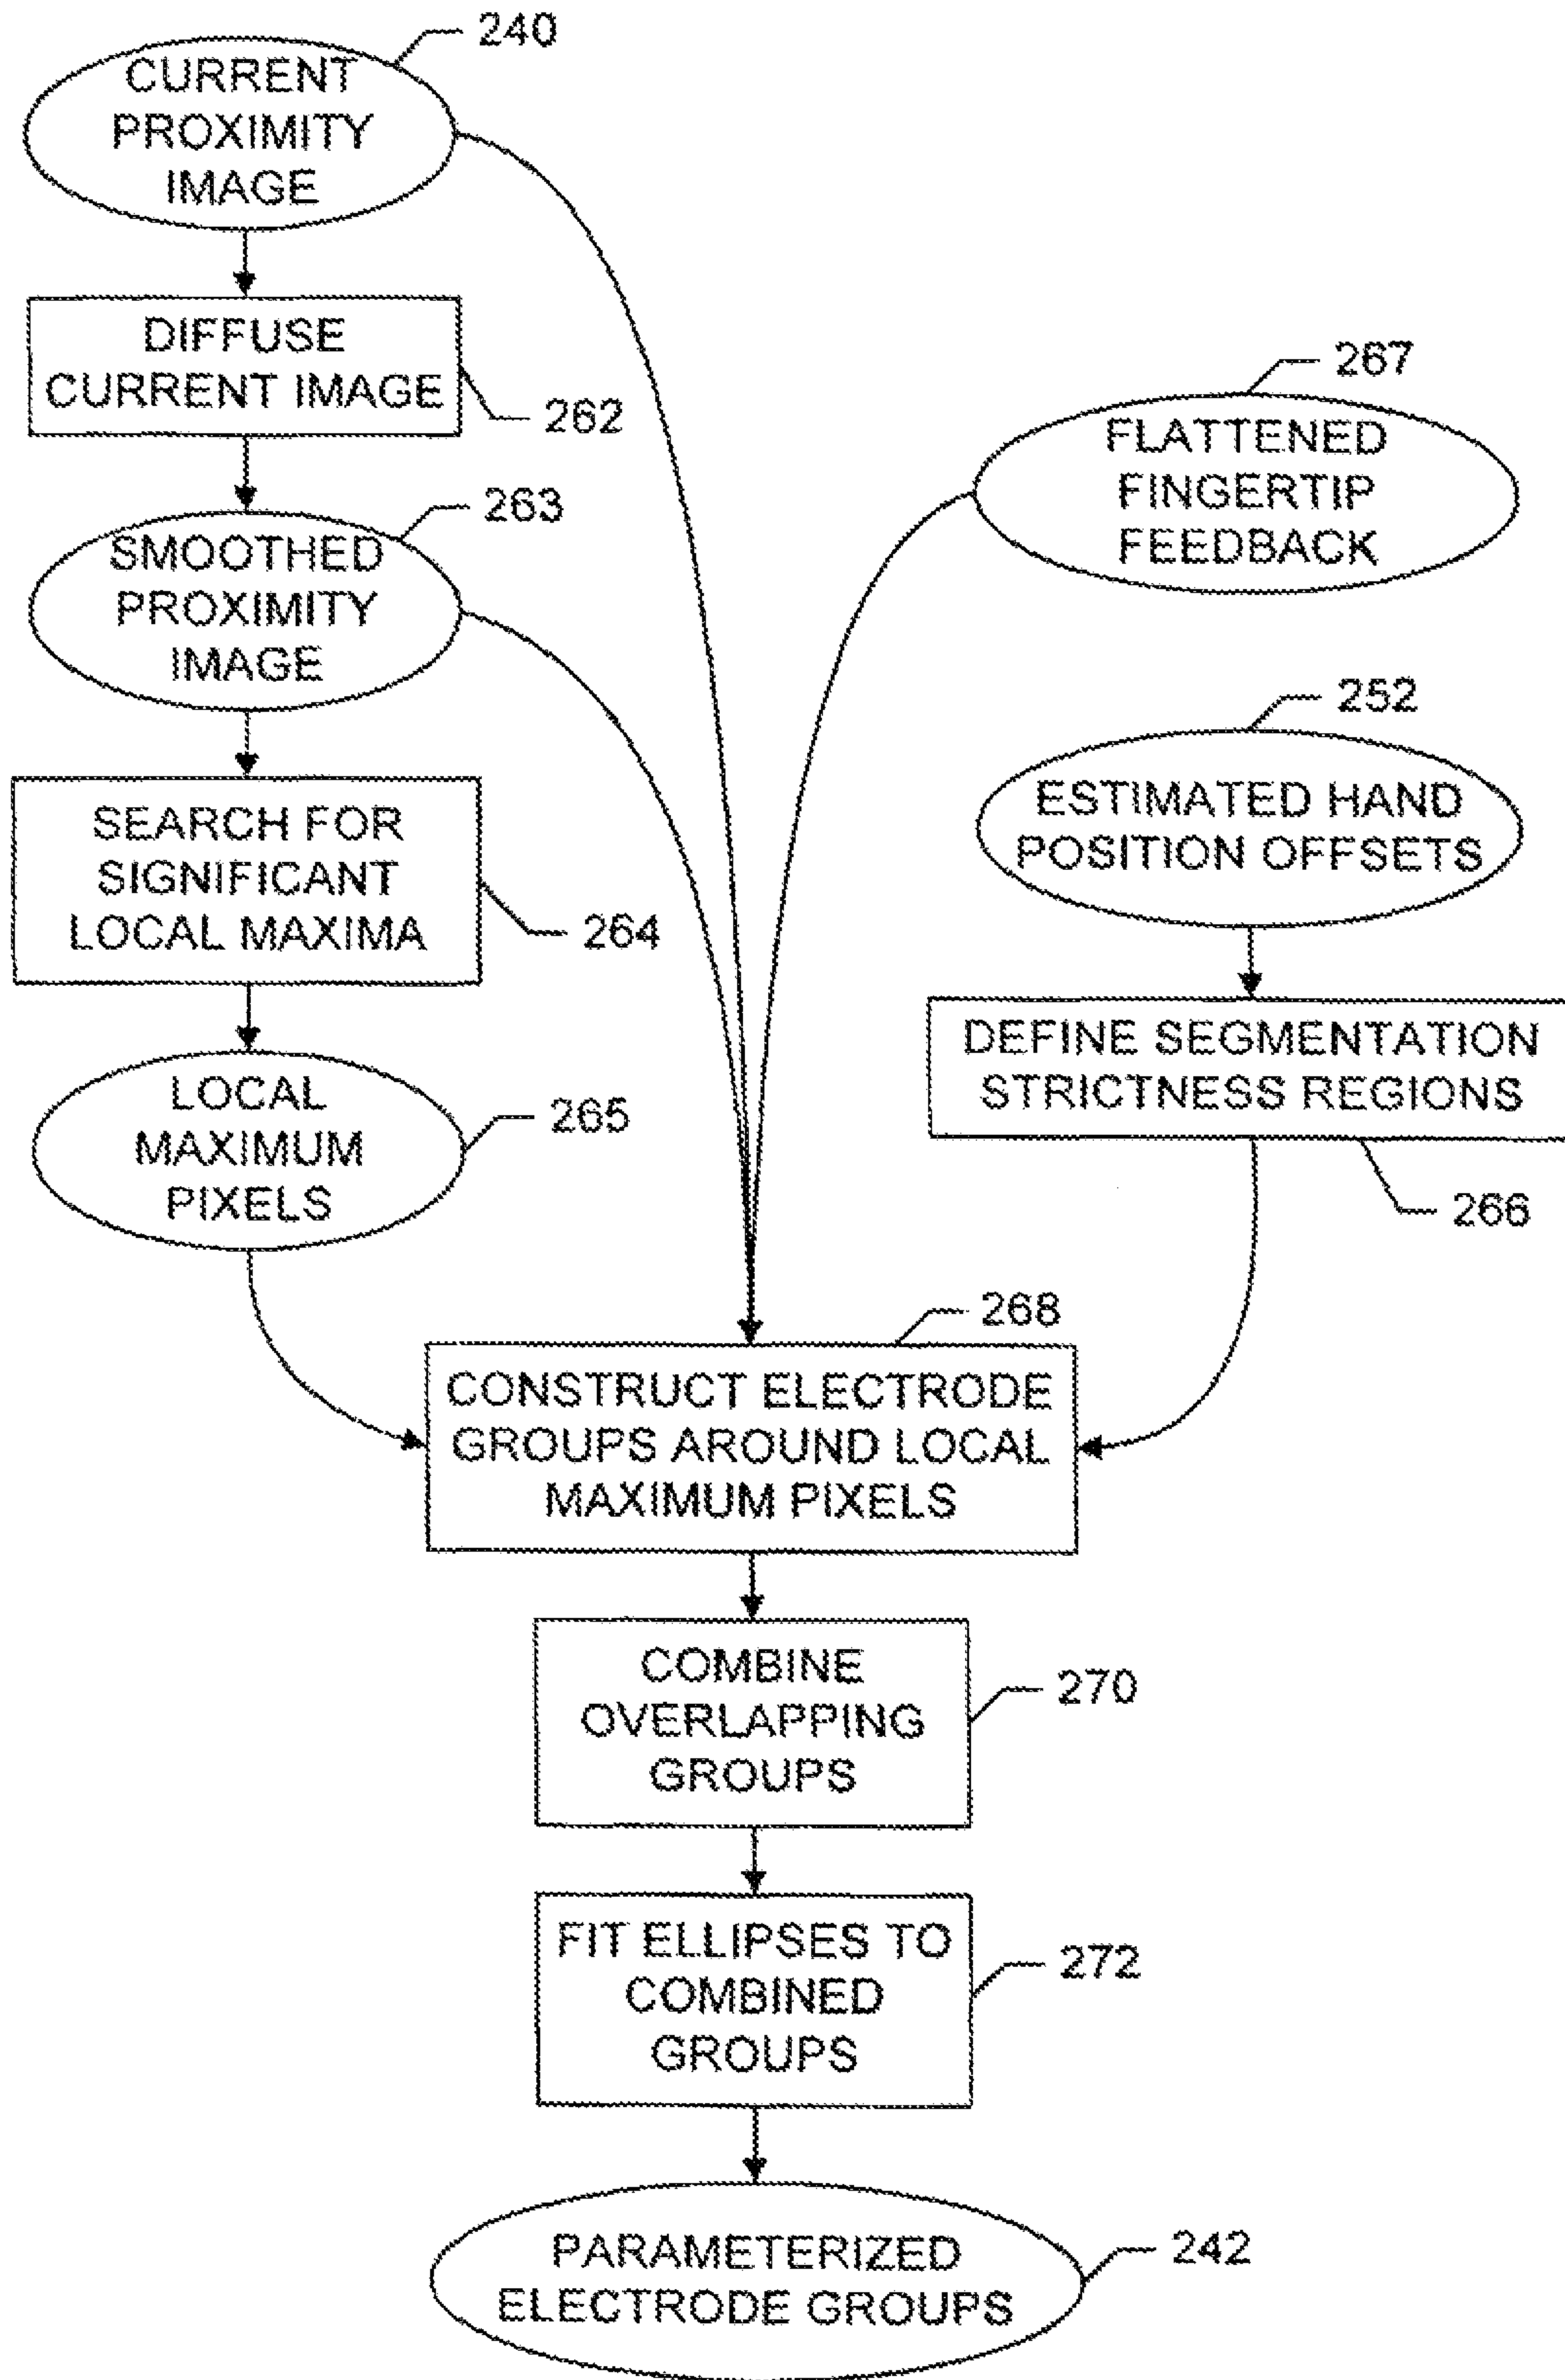 240
CURRENT
PROXIMITY
IMAGE
DIFFUSE
CURRENT IMAGE
262
263
SMOOTHED
PROXIMITY
IMAGE
SEARCH FOR
SIGNIFICANT
LOCAL MAXIMA
264
LOCAL
MAXIMUM
PIXELS
265
267
FLATTENED
FINGERTIP
FEEDBACK
252
ESTIMATED HAND
POSITION OFFSETS
DEFINE SEGMENTATION
STRICTNESS REGIONS
266
268
CONSTRUCT ELECTRODE
GROUPS AROUND LOCAL
MAXIMUM PIXELS
COMBINE
OVERLAPPING
GROUPS
270
FIT ELLIPSES TO
COMBINED
GROUPS
272
PARAMETERIZED
ELECTRODE GROUPS
242